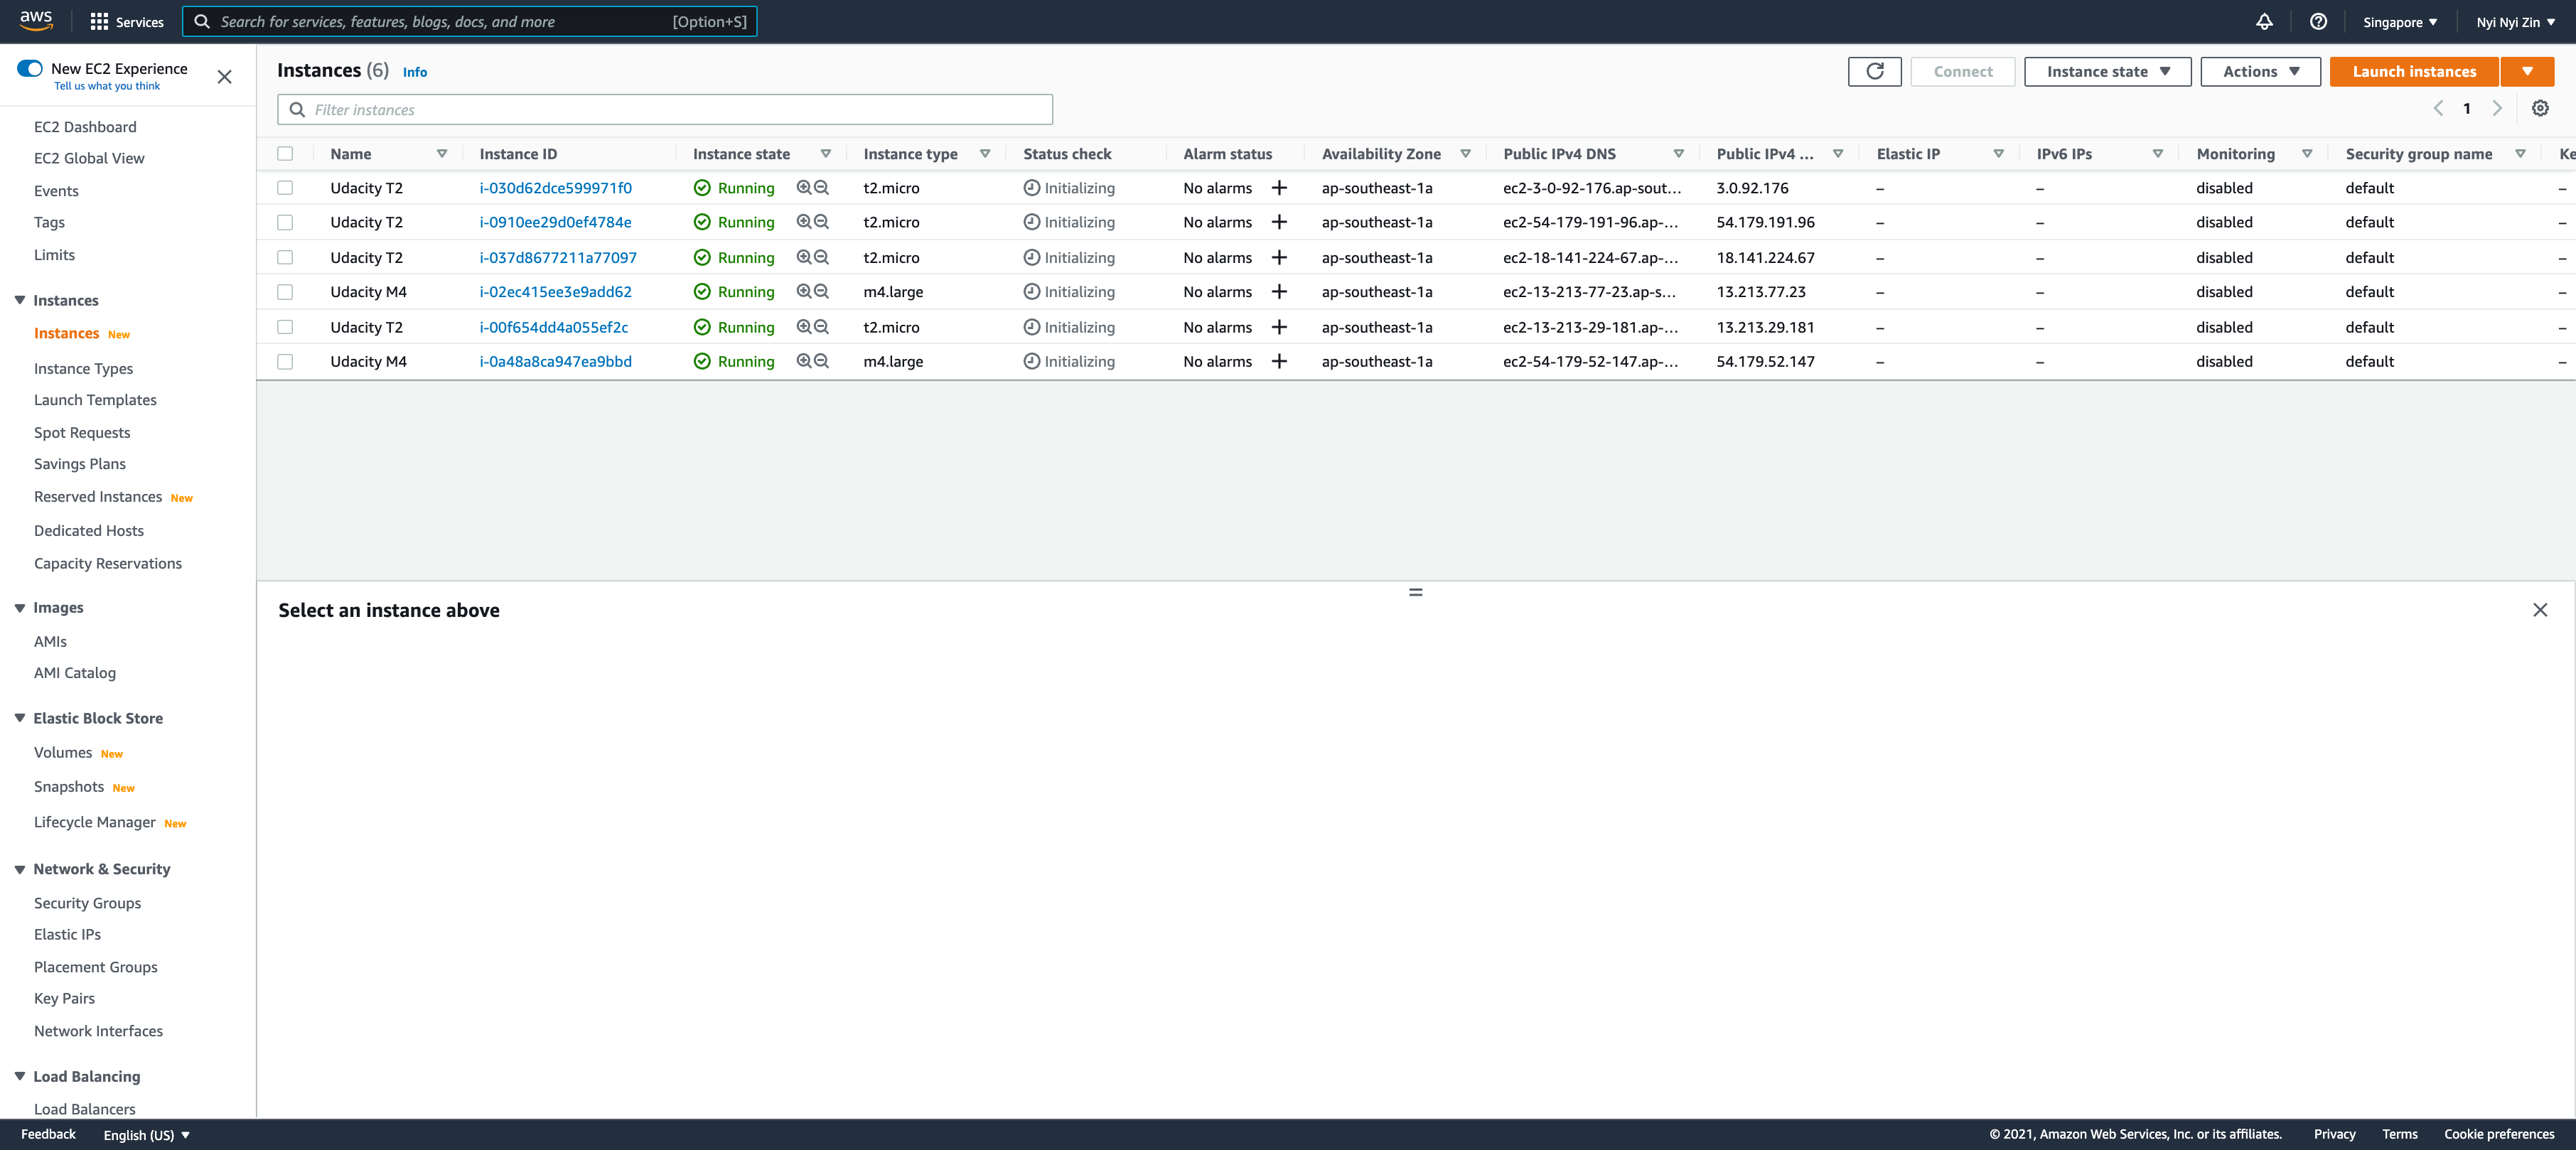 aws Services Search for services, features, blogs, docs, and more [Option+S] Singapore Nyi Nyi Zin
New EC2 Experience
Tell us what you think
EC2 Dashboard
EC2 Global View
Events
Tags
Limits
Instances
Instances New
Instance Types
Launch Templates
Spot Requests
Savings Plans
Reserved Instances New
Dedicated Hosts
Capacity Reservations
Images
AMIs
AMI Catalog
Elastic Block Store
Volumes New
Snapshots New
Lifecycle Manager New
Network & Security
Security Groups
Elastic IPs
Placement Groups
Key Pairs
Network Interfaces
Load Balancing
Load Balancers
Instances (6) Info Connect Instance state Actions Launch instances
Filter instances 1
Name Instance ID Instance state Instance type Status check Alarm status Availability Zone Public IPv4 DNS Public IPv4 ... Elastic IP IPv6 IPs Monitoring Security group name Ke
Udacity T2 i-030d62dce599971f0 Running t2.micro Initializing No alarms + ap-southeast-1a ec2-3-0-92-176.ap-sout... 3.0.92.176 – – disabled default –
Udacity T2 i-0910ee29d0ef4784e Running t2.micro Initializing No alarms + ap-southeast-1a ec2-54-179-191-96.ap-... 54.179.191.96 – – disabled default –
Udacity T2 i-037d8677211a77097 Running t2.micro Initializing No alarms + ap-southeast-1a ec2-18-141-224-67.ap-... 18.141.224.67 – – disabled default –
Udacity M4 i-02ec415ee3e9add62 Running m4.large Initializing No alarms + ap-southeast-1a ec2-13-213-77-23.ap-s... 13.213.77.23 – – disabled default –
Udacity T2 i-00f654dd4a055ef2c Running t2.micro Initializing No alarms + ap-southeast-1a ec2-13-213-29-181.ap-... 13.213.29.181 – – disabled default –
Udacity M4 i-0a48a8ca947ea9bbd Running m4.large Initializing No alarms + ap-southeast-1a ec2-54-179-52-147.ap-... 54.179.52.147 – – disabled default –
Select an instance above
Feedback English (US) © 2021, Amazon Web Services, Inc. or its affiliates. Privacy Terms Cookie preferences